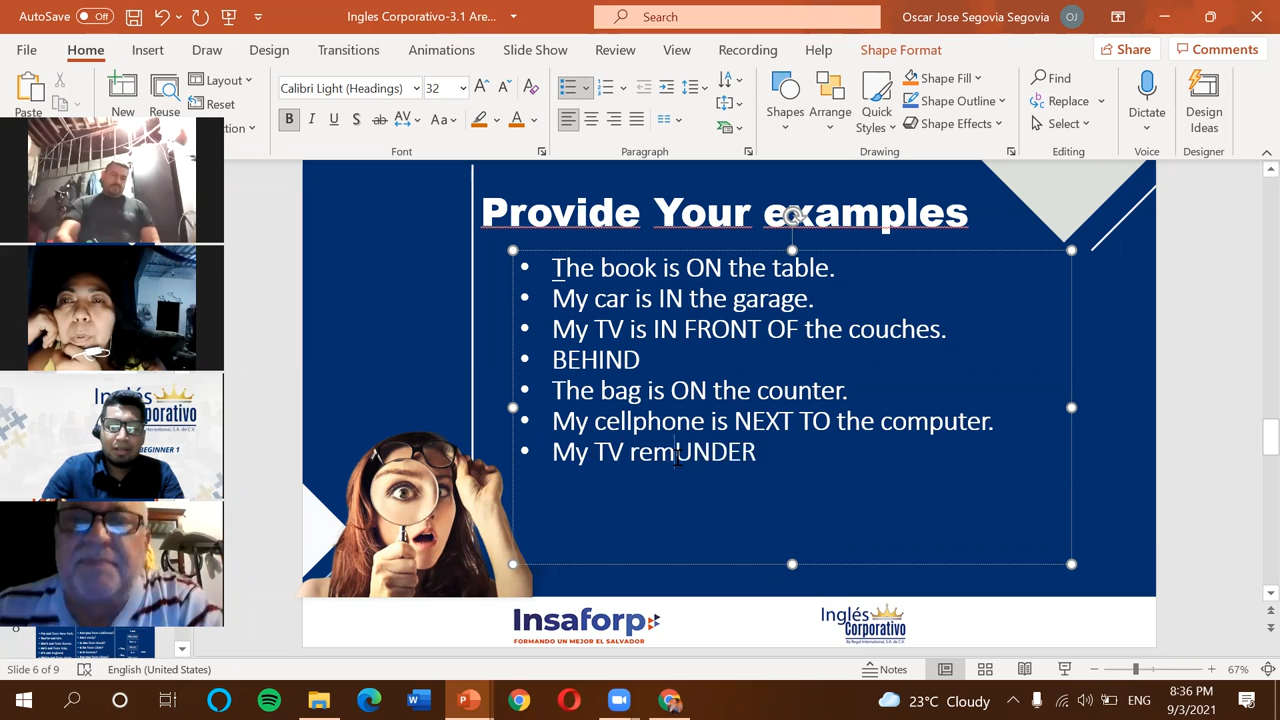 AutoSave Off
Ingles Corporativo-3.1 Are...
Search
Oscar Jose Segovia Segovia
OJ
File Home Insert Draw Design Transitions Animations Slide Show Review View Recording Help Shape Format
Share Comments
Paste
New
Reuse
Layout
Reset
Calibri Light (Headings) 32
Font
Paragraph
Shapes
Arrange
Quick
Styles
Shape Fill
Shape Outline
Shape Effects
Drawing
Find
Replace
Select
Editing
Dictate
Voice
Design
Ideas
Designer
Provide Your examples
• The book is ON the table.
• My car is IN the garage.
• My TV is IN FRONT OF the couches.
• BEHIND
• The bag is ON the counter.
• My cellphone is NEXT TO the computer.
• My TV remUNDER
Inglés
Corporativo
BEGINNER 1
Insaforp
FORMANDO UN MEJOR EL SALVADOR
Inglés
Corporativo
Slide 6 of 9 English (United States)
Notes
67%
23°C Cloudy
ENG
8:36 PM
9/3/2021